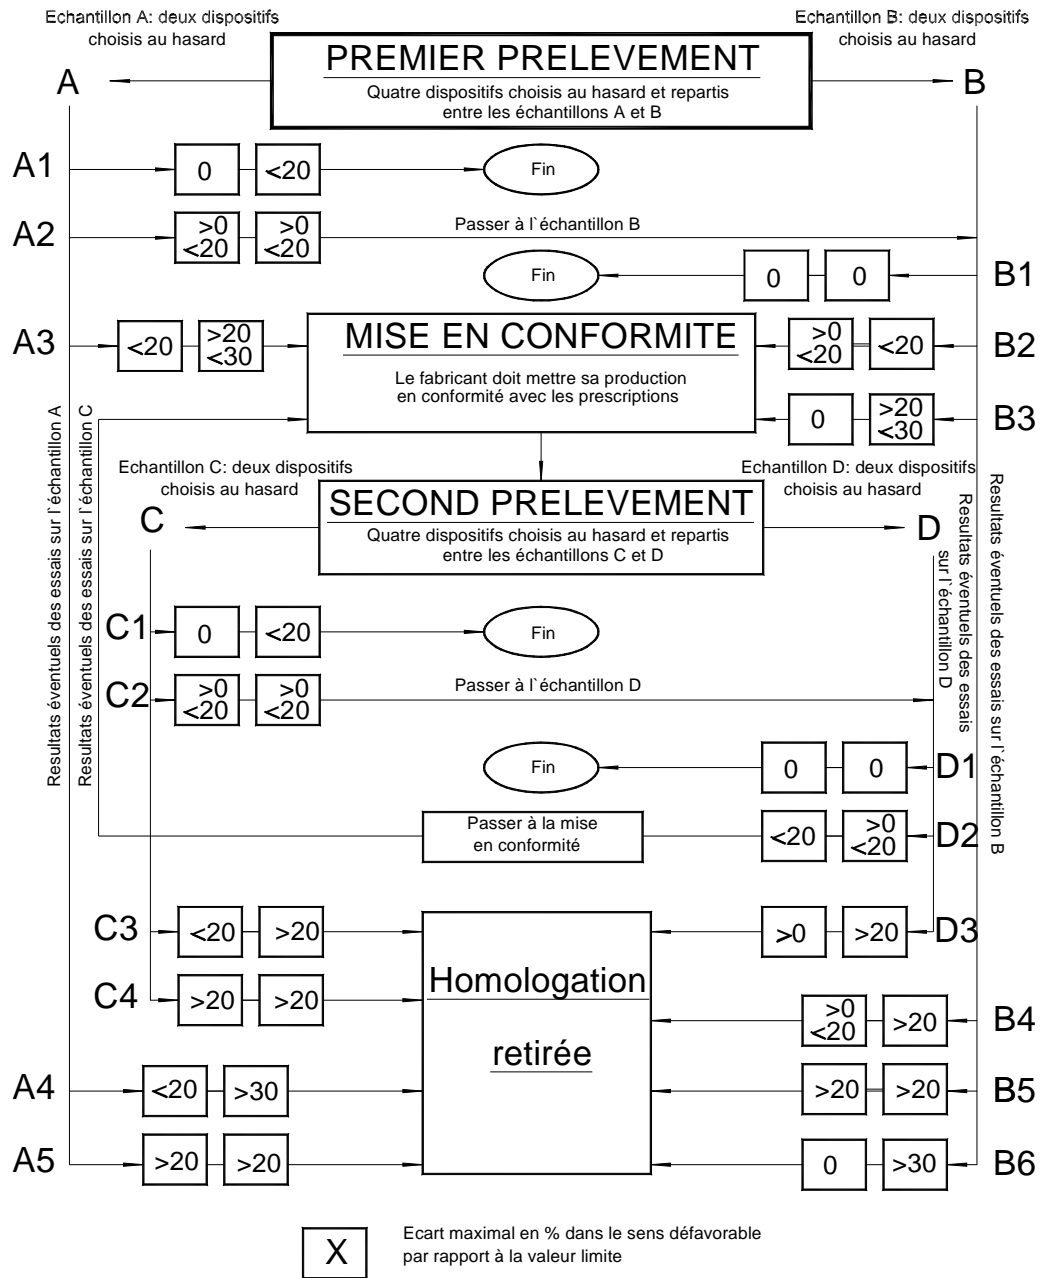 Echantillon A: deux dispositifs
choisis au hasard
Echantillon B: deux dispositifs
choisis au hasard
PREMIER PRELEVEMENT
Quatre dispositifs choisis au hasard et repartis
entre les échantillons A et B
A
B
A1
0
<20
Fin
A2
>0
<20
>0
<20
Passer à l`échantillon B
Fin
0
0
B1
A3
<20
>20
<30
MISE EN CONFORMITE
Le fabricant doit mettre sa production
en conformité avec les prescriptions
>0
<20
<20
B2
0
>20
<30
B3
Echantillon C: deux dispositifs
choisis au hasard
Echantillon D: deux dispositifs
choisis au hasard
SECOND PRELEVEMENT
Quatre dispositifs choisis au hasard et repartis
entre les échantillons C et D
C
D
Resultats éventuels des essais sur l`échantillon A
Resultats éventuels des essais sur l`échantillon C
Resultats éventuels des essais
sur l`échantillon D
Resultats éventuels des essais sur l`échantillon B
C1
0
<20
Fin
C2
>0
<20
>0
<20
Passer à l`échantillon D
Fin
0
0
D1
Passer à la mise
en conformité
<20
>0
<20
D2
C3
<20
>20
Homologation
retirée
>0
>20
D3
C4
>20
>20
>0
<20
>20
B4
A4
<20
>30
>20
>20
B5
A5
>20
>20
0
>30
B6
X
Ecart maximal en % dans le sens défavorable
par rapport à la valeur limite